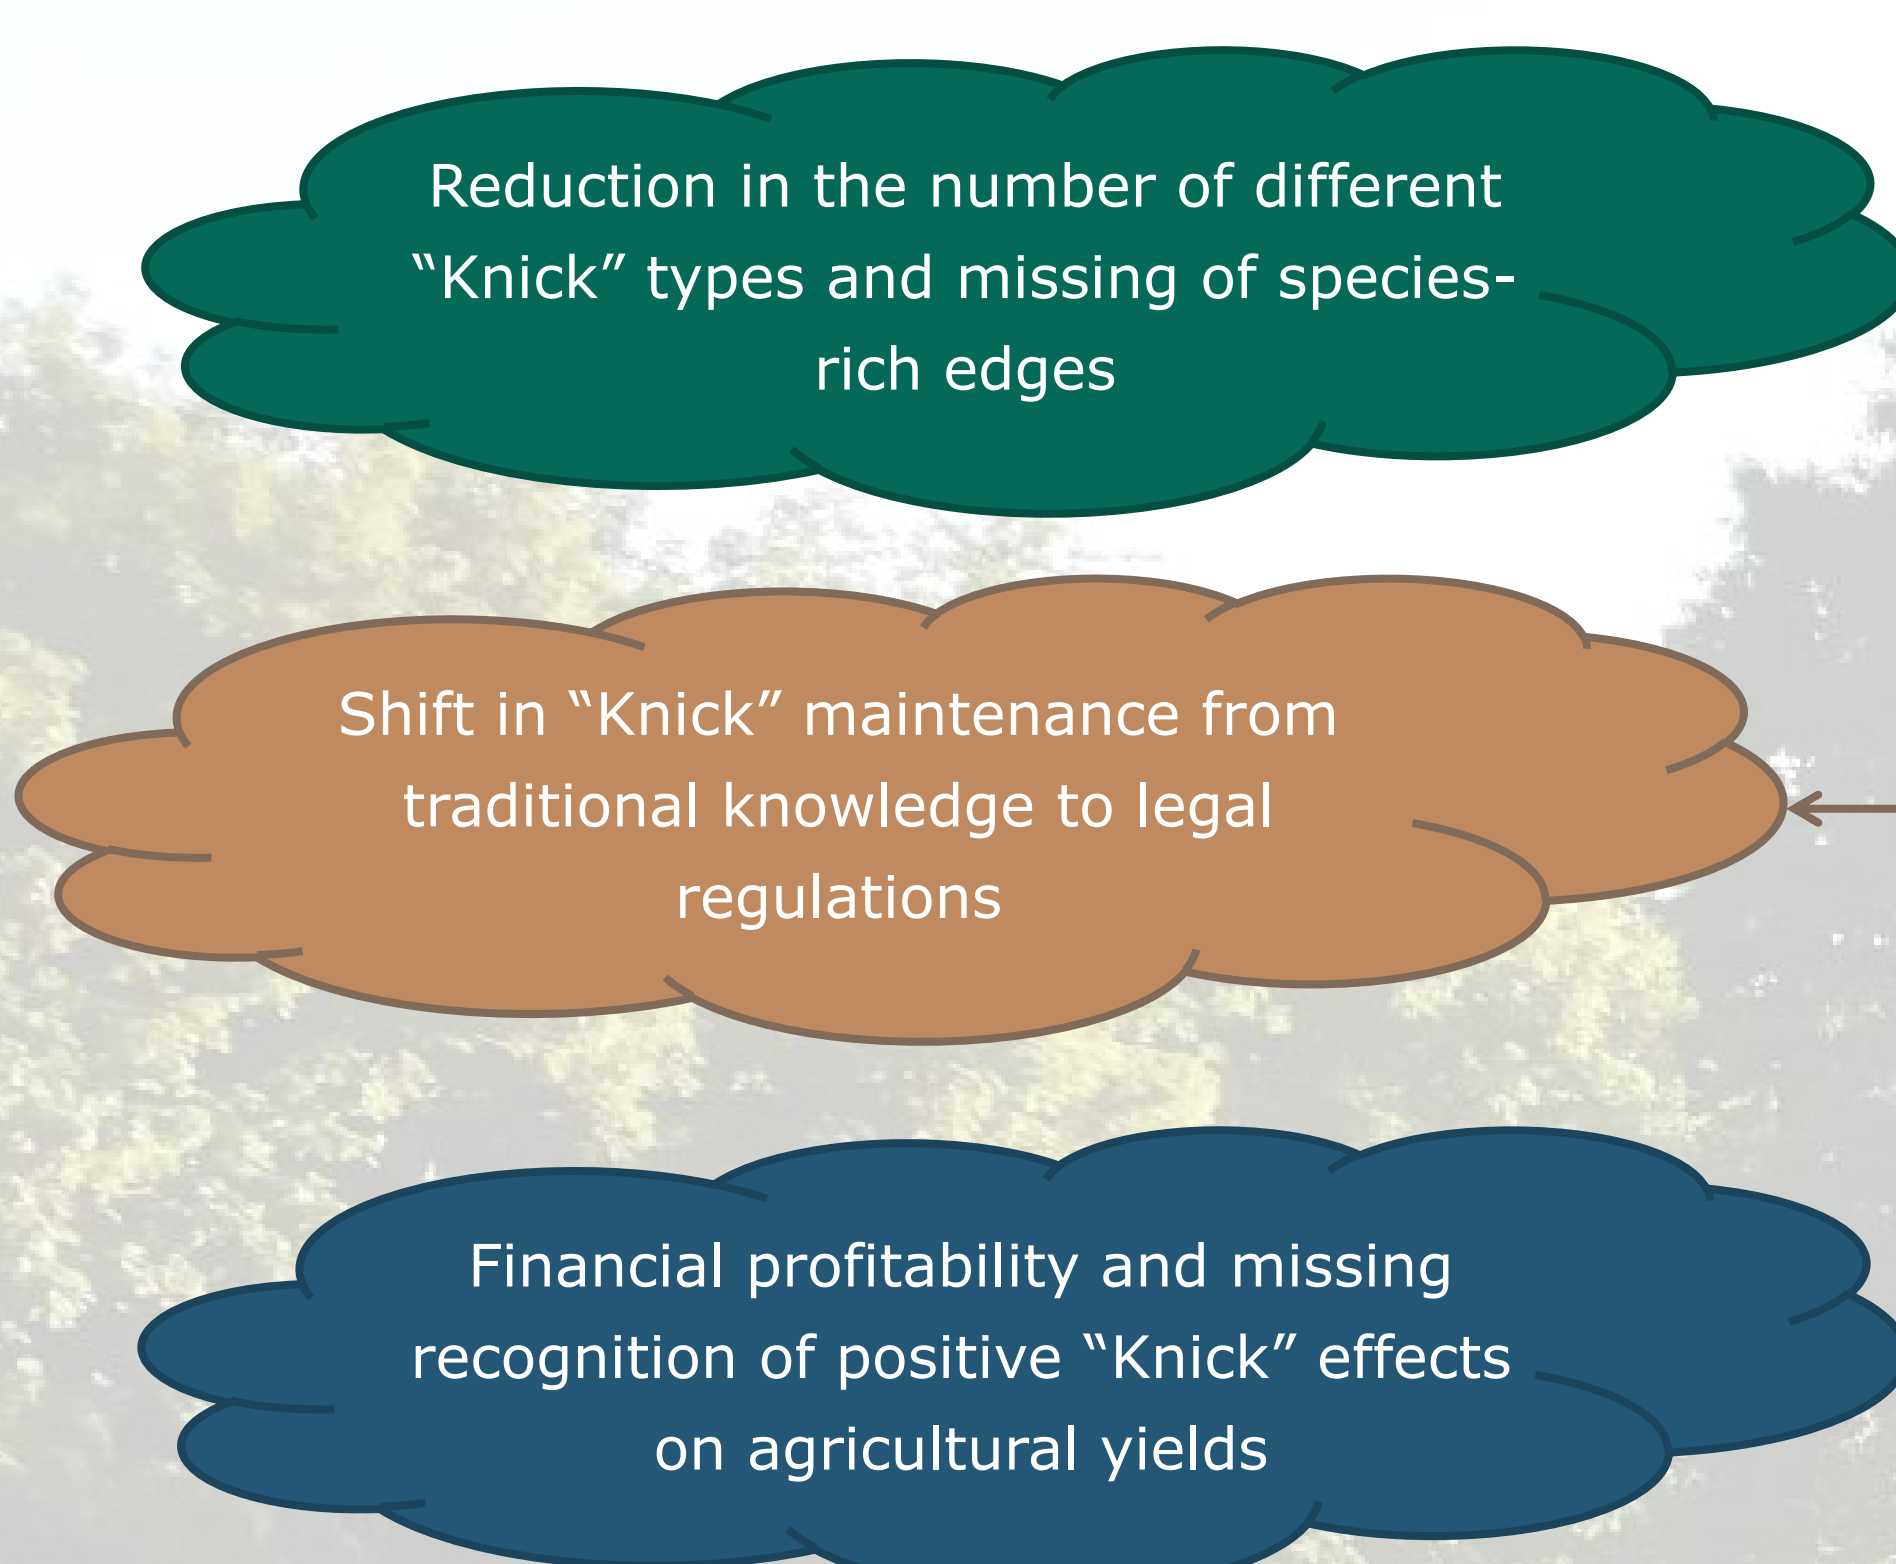 Reduction in the number of different
“Knick” types and missing of species-
rich edges
Shift in “Knick” maintenance from
traditional knowledge to legal
regulations
Financial profitability and missing
recognition of positive “Knick” effects
on agricultural yields